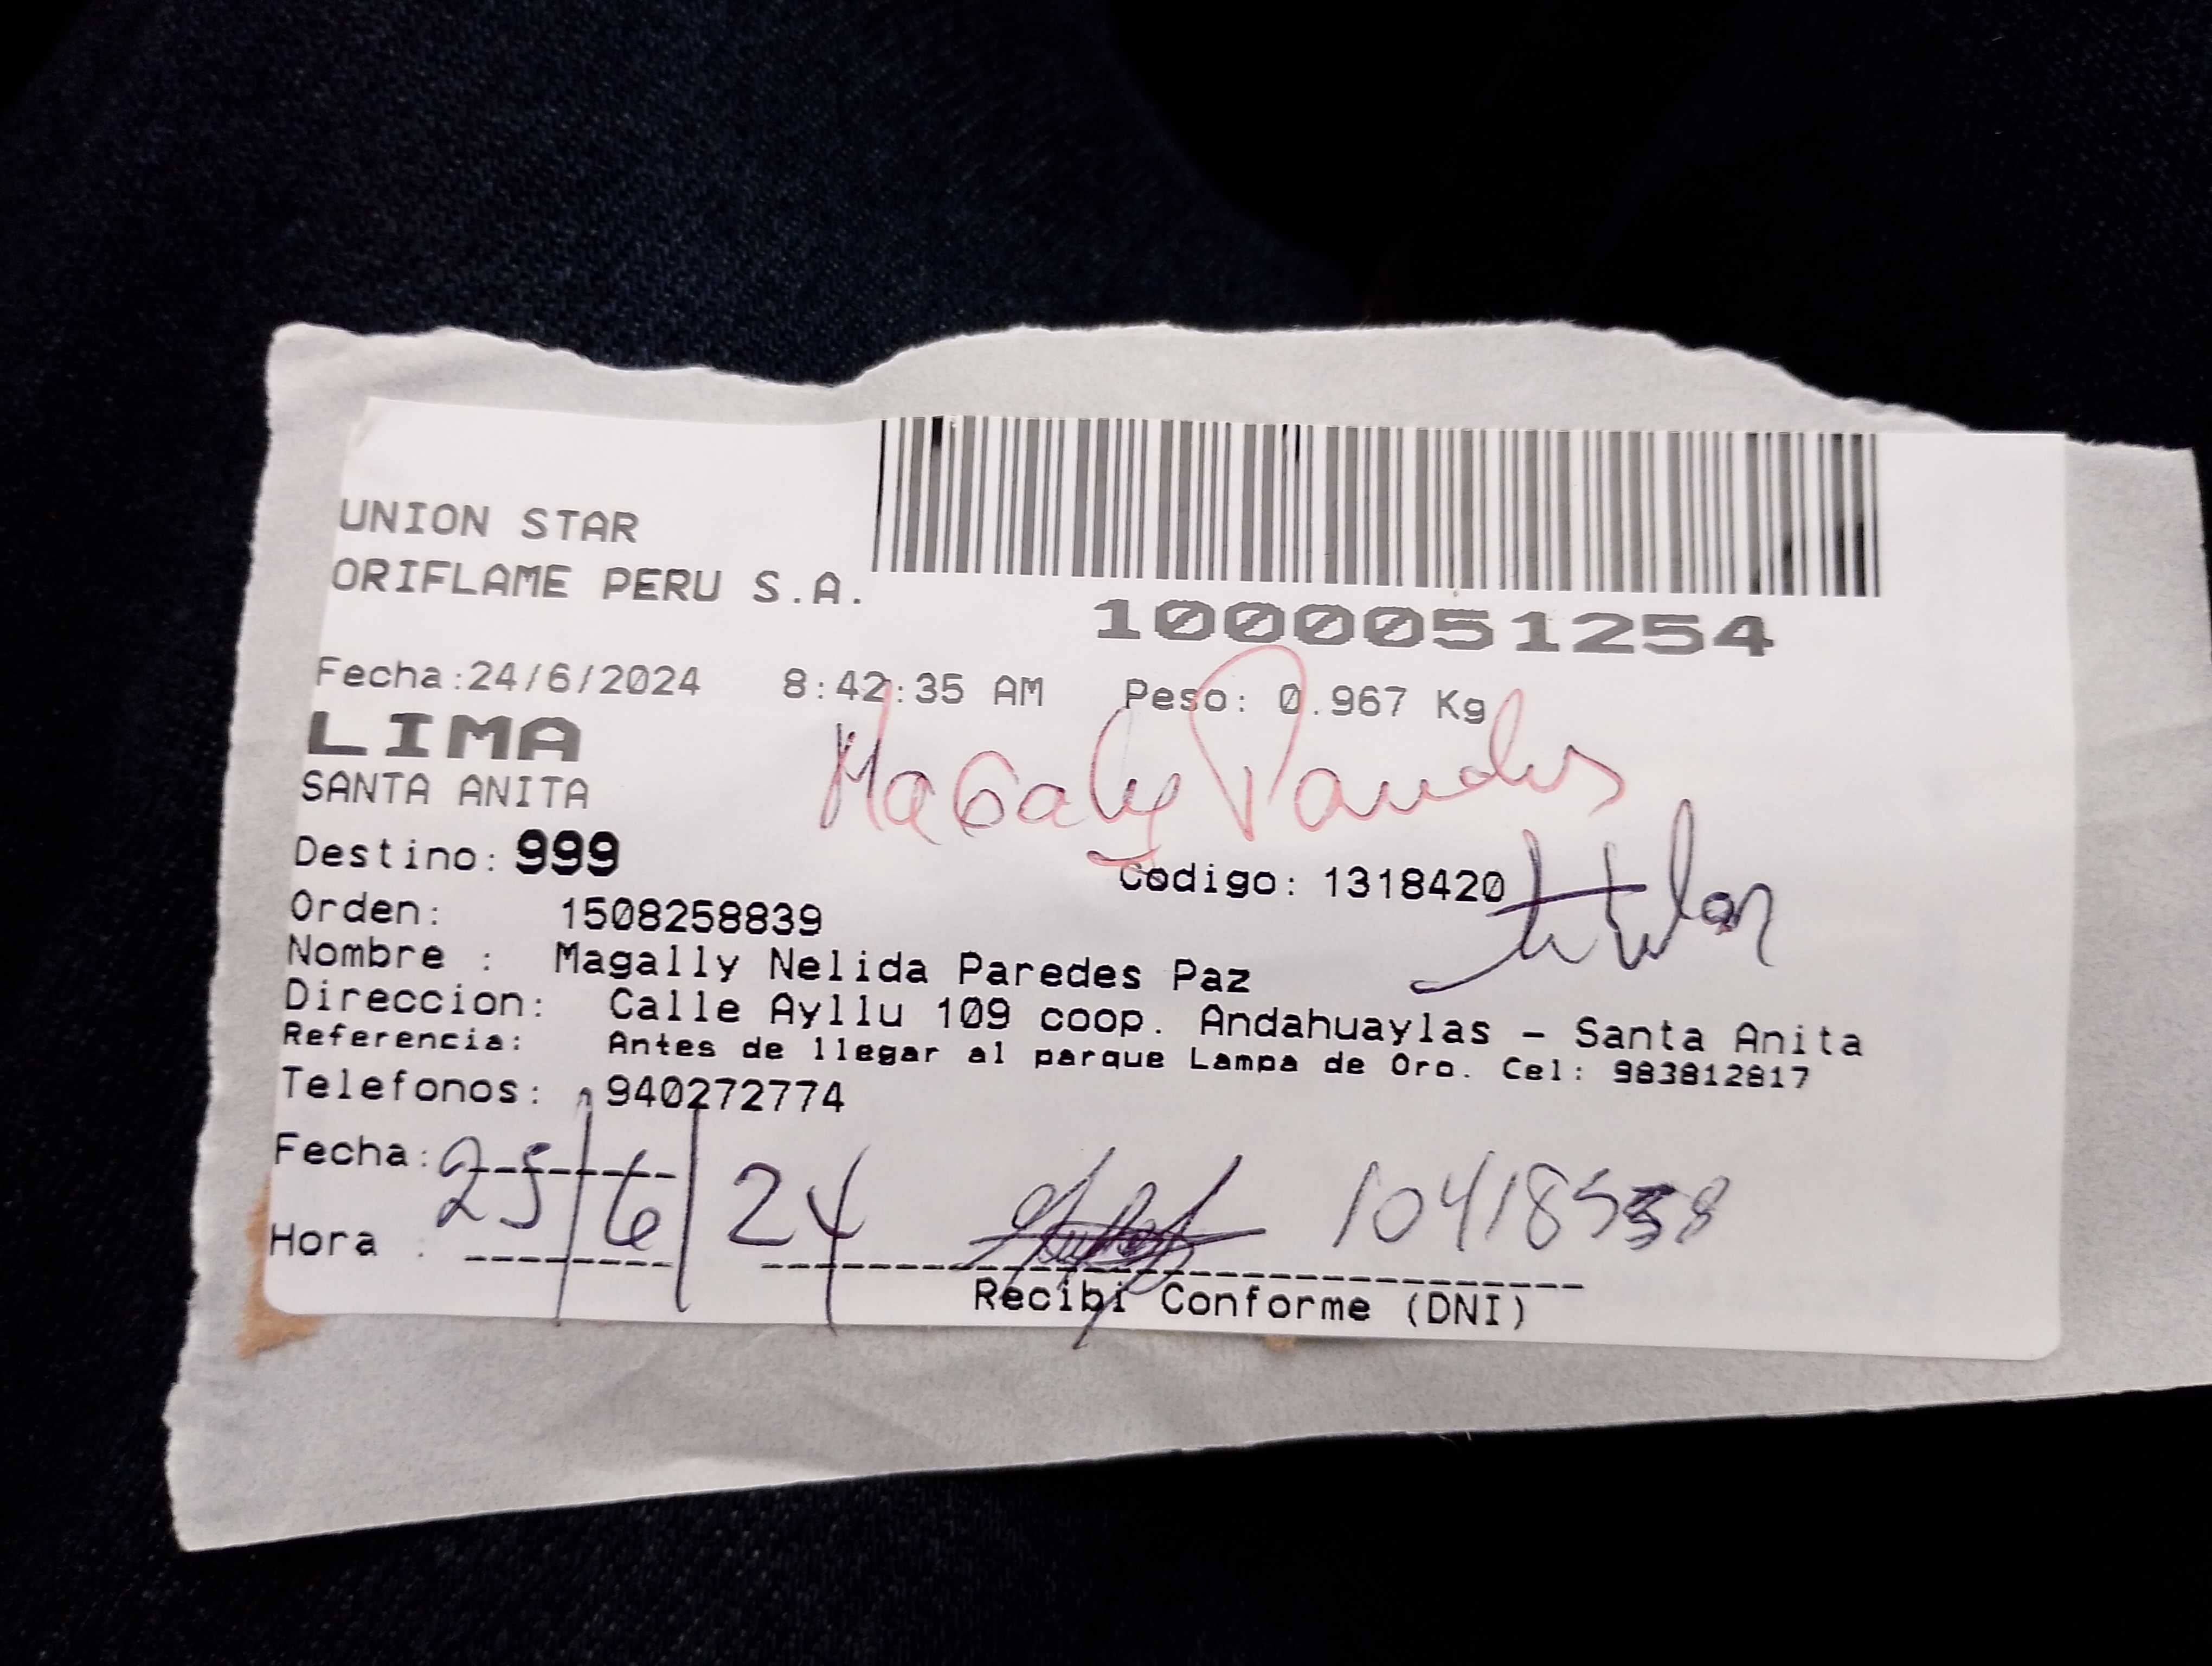 UNION STAR
ORIFLAME PERU S.A.
1000051254
Fecha:24/6/2024 8:42:35 AM Peso: 0.967 Kg
LIMA
SANTA ANITA
Magaly Paredes
Destino: 999
Codigo: 1318420 titular
Orden: 1508258839
Nombre : Magally Nelida Paredes Paz
Direccion: Calle Ayllu 109 coop. Andahuaylas - Santa Anita
Referencia: Antes de llegar al parque Lampa de Oro. Cel: 983812817
Telefonos: 940272774
Fecha: 25/6/24
Hora :
Recibi Conforme (DNI)